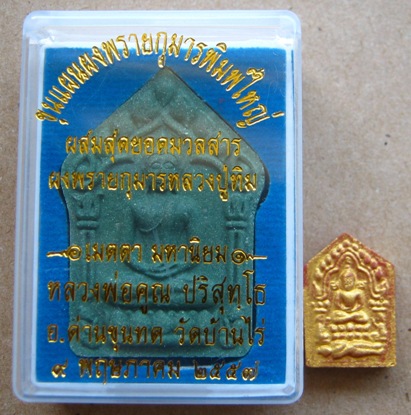 ขุนแผนผงพรายกุมารพิมพ์ใหญ่
ผสมสุดยอดมวลสาร
ผงพรายกุมารหลวงปู่ทิม
๑ เมตตา มหานิยม ๑
หลวงพ่อคูณ ปริสุทฺโธ
อ.ด่านขุนทด วัดบ้านไร่
๙ พฤษภาคม ๒๕๕๗